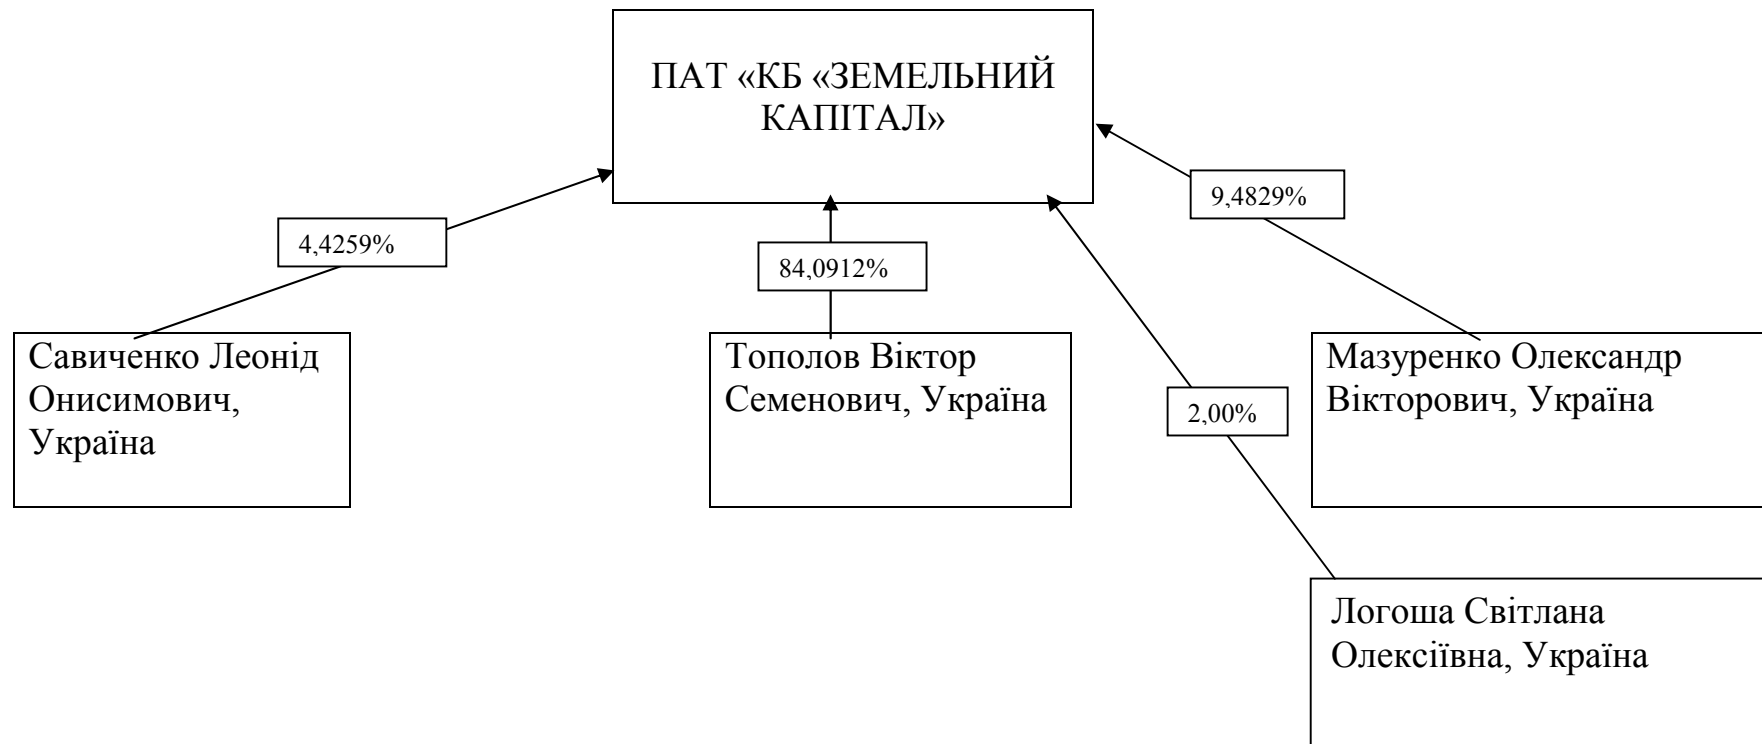 ПАТ «КБ «ЗЕМЕЛЬНИЙ
КАПІТАЛ»
9,4829%
4,4259%
84,0912%
Савиченко Леонід
Онисимович,
Україна
Тополов Віктор
Семенович, Україна
Мазуренко Олександр
Вікторович, Україна
2,00%
Логоша Світлана
Олексіївна, Україна